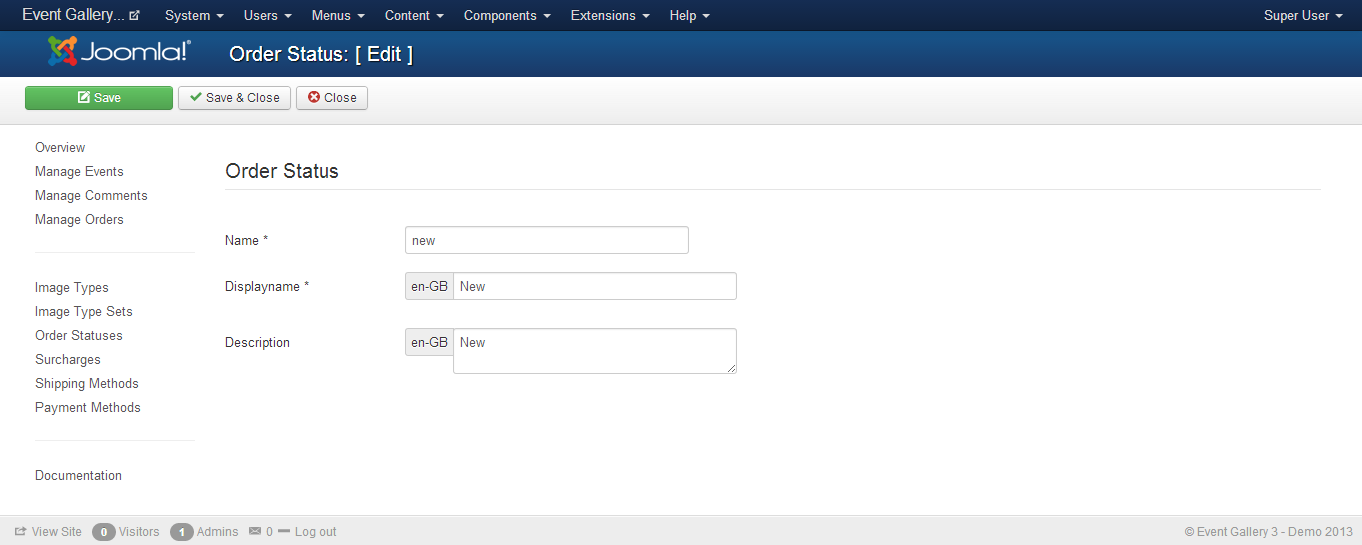 Event Gallery... System Users Menus Content Components Extensions Help Super User
Joomla!® Order Status: [ Edit ]
Save Save & Close Close
Overview
Manage Events
Manage Comments
Manage Orders
Image Types
Image Type Sets
Order Statuses
Surcharges
Shipping Methods
Payment Methods
Documentation
Order Status
Name * new
Displayname * en-GB New
Description en-GB New
View Site 0 Visitors 1 Admins 0 Log out © Event Gallery 3 - Demo 2013